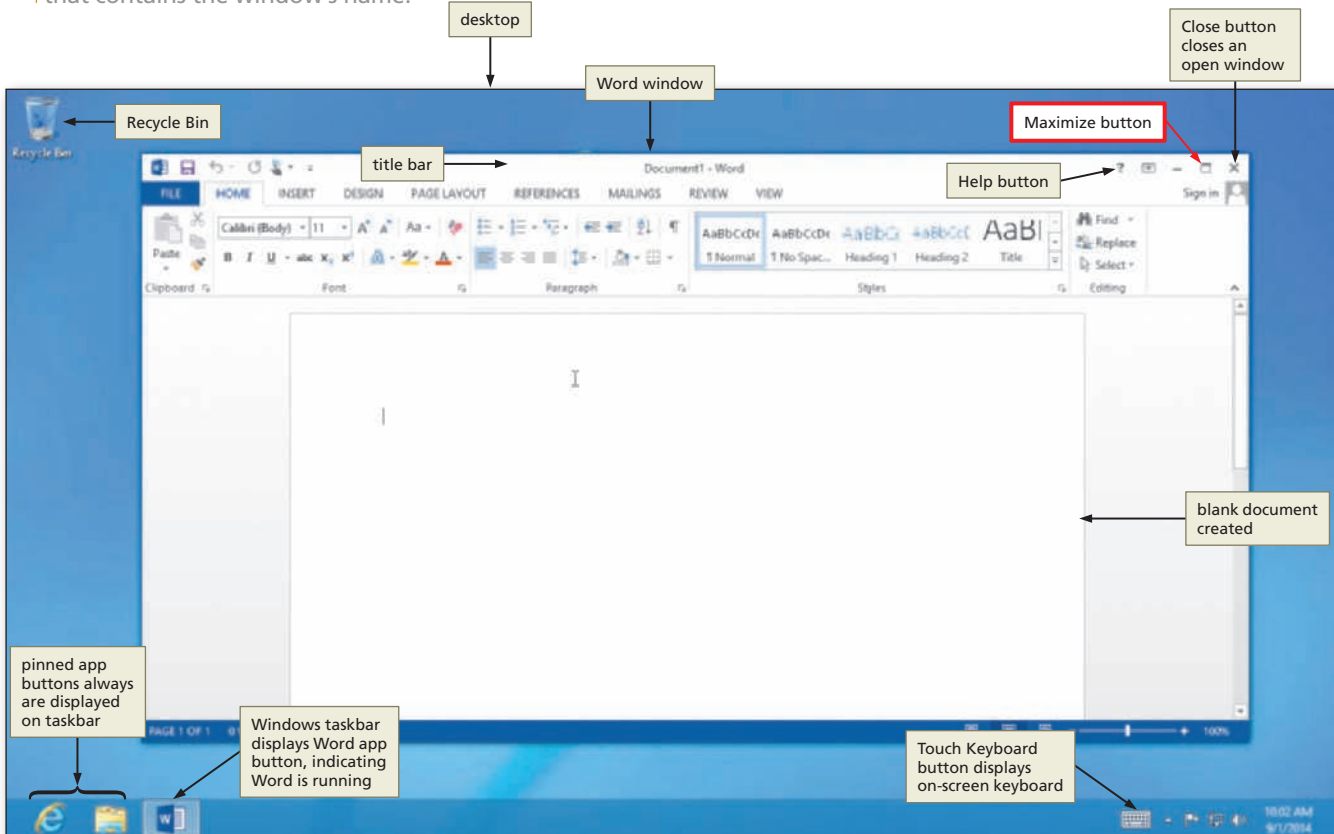 that contains the window's name.
desktop
Close button
closes an
open window
Word window
Recycle Bin
Maximize button
Recycle Bin
title bar
Document1 - Word
?
Help button
FILE HOME INSERT DESIGN PAGE LAYOUT REFERENCES MAILINGS REVIEW VIEW
Sign in
Paste
Calibri (Body) 11
Aa
B I U abc x₂ x²
AaBbCcDc AaBbCcDc AaBbCc AaBbCcC AaBl
¶ Normal ¶ No Spac... Heading 1 Heading 2 Title
Find
Replace
Select
Clipboard Font Paragraph Styles Editing
blank document
created
pinned app
buttons always
are displayed
on taskbar
Windows taskbar
displays Word app
button, indicating
Word is running
PAGE 1 OF 1
100%
Touch Keyboard
button displays
on-screen keyboard
10:02 AM
9/1/2014